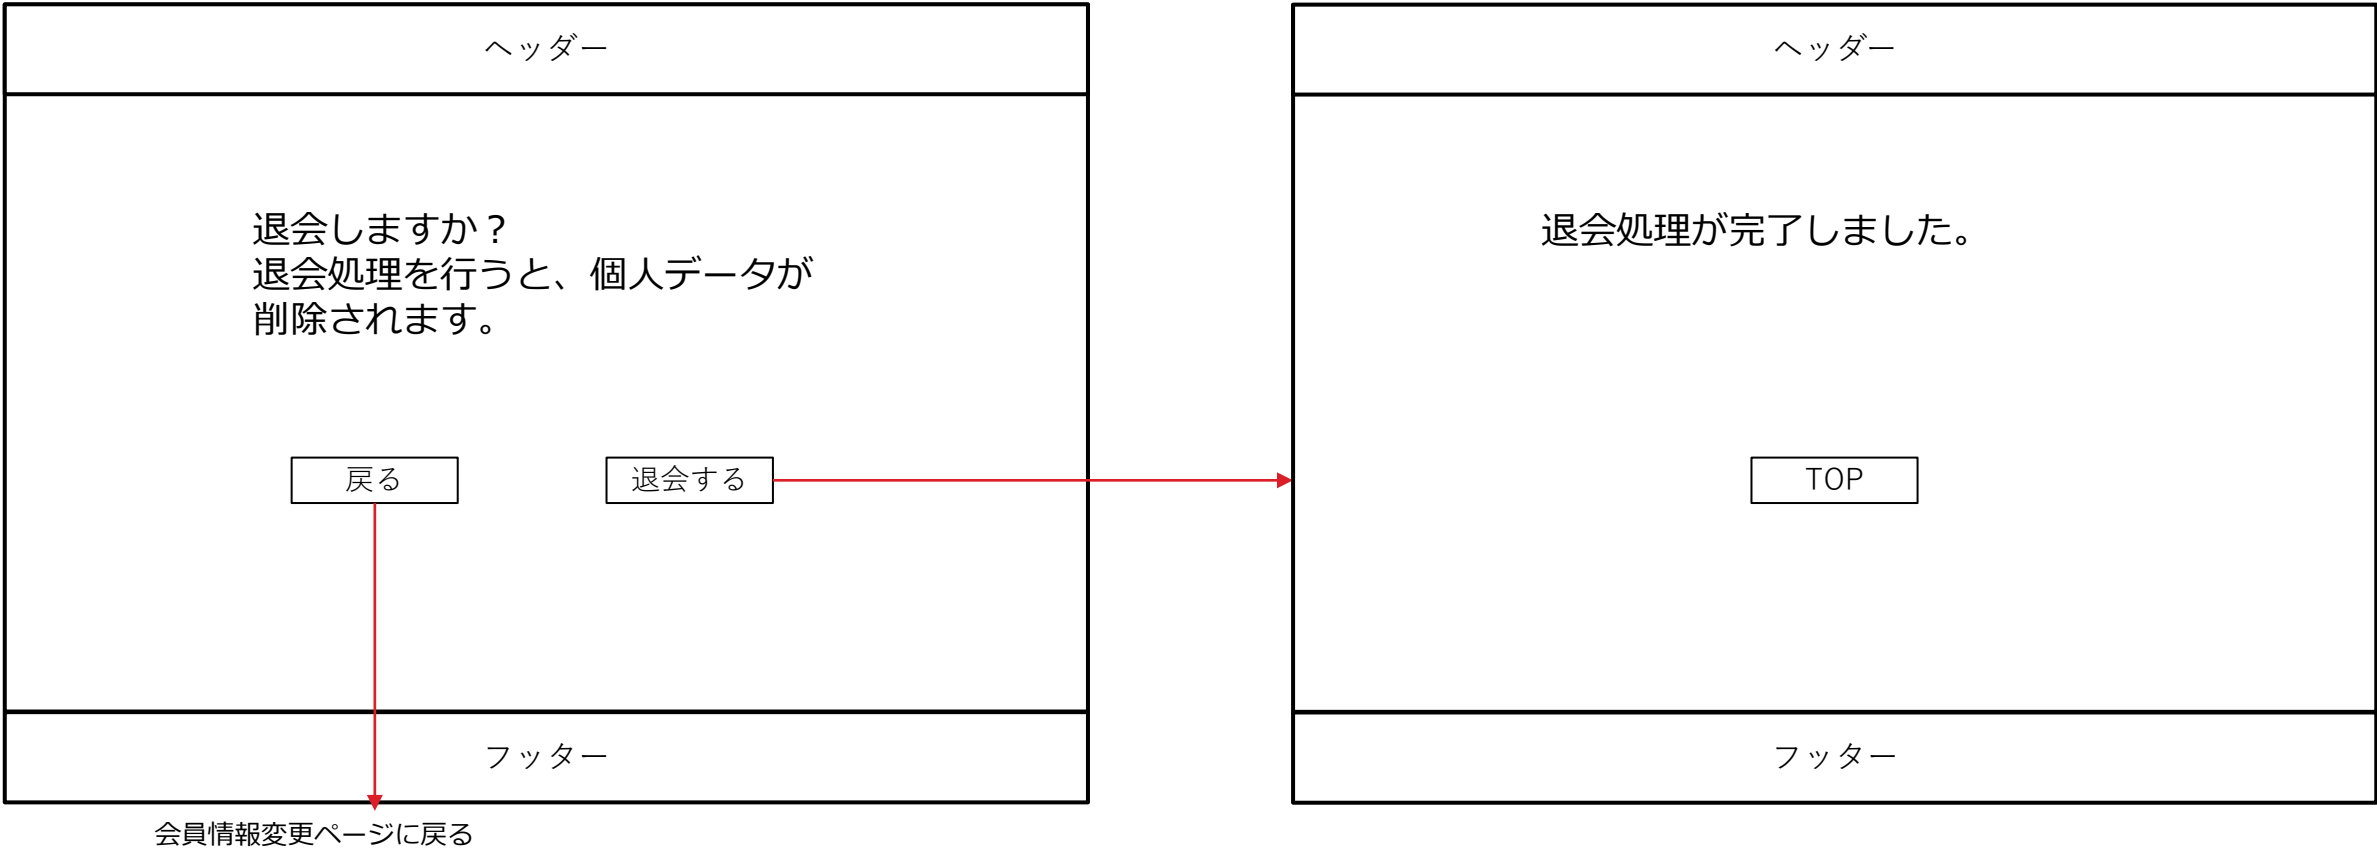 ヘッダー
退会しますか？
退会処理を行うと、個人データが
削除されます。
戻る
退会する
フッター
会員情報変更ページに戻る
ヘッダー
退会処理が完了しました。
TOP
フッター